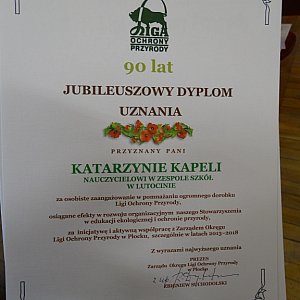 LIGA
OCHRONY
PRZYRODY
90 lat
JUBILEUSZOWY DYPLOM
UZNANIA
PRZYZNANY PANI
KATARZYNIE KAPELI
NAUCZYCIELOWI W ZESPOLE SZKÓŁ
W LUTOCINIE
za osobiste zaangażowanie w pomnażaniu ogromnego dorobku
Ligi Ochrony Przyrody,
osiągane efekty w rozwoju organizacyjnym naszego Stowarzyszenia
w edukacji ekologicznej i ochronie przyrody,
za inicjatywę i aktywną współpracę z Zarządem Okręgu
Ligi Ochrony Przyrody w Płocku, szczególnie w latach 2013-2018
Z wyrazami najwyższego uznania
PREZES
Zarządu Okręgu Ligi Ochrony Przyrody
w Płocku
ZBIGNIEW SUCHODOLSKI